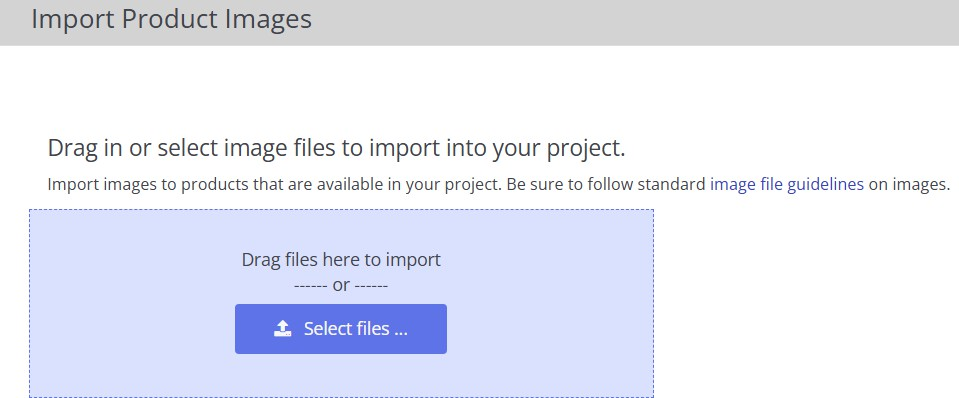 Import Product Images
Drag in or select image files to import into your project.
Import images to products that are available in your project. Be sure to follow standard image file guidelines on images.
Drag files here to import
------ or ------
Select files ...